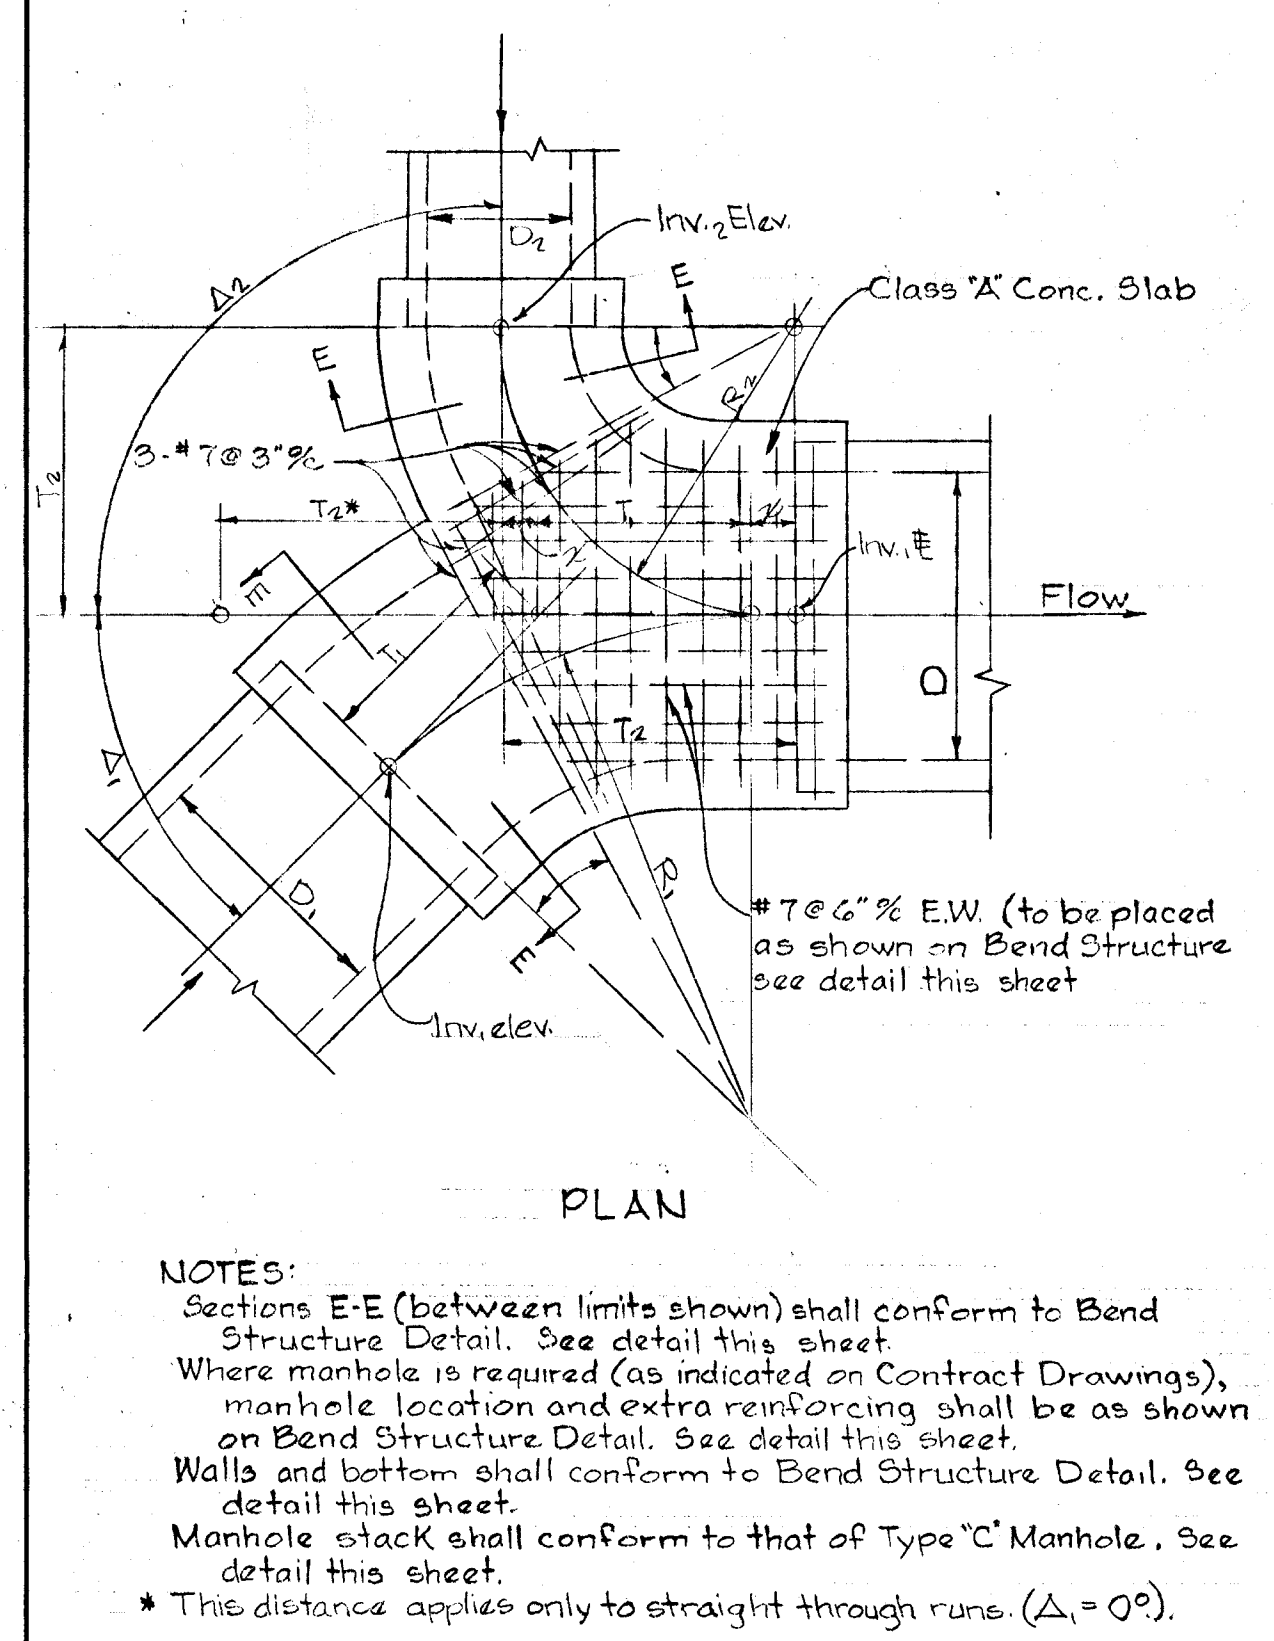 D2
Inv.2 Elev.
E
Δ2
Class "A" Conc. Slab
E
R2
3-#7@3"%c
T2
T2*
T1
Inv. E
E
Flow
T1
D
T2
Δ1
D1
R1
#7@6"%c E.W. (to be placed
as shown on Bend Structure
see detail this sheet
E
Inv.1 elev.
PLAN
NOTES:
Sections E-E (between limits shown) shall conform to Bend
Structure Detail. See detail this sheet.
Where manhole is required (as indicated on Contract Drawings),
manhole location and extra reinforcing shall be as shown
on Bend Structure Detail. See detail this sheet.
Walls and bottom shall conform to Bend Structure Detail. See
detail this sheet.
Manhole stack shall conform to that of Type "C" Manhole. See
detail this sheet.
* This distance applies only to straight through runs. (Δ1 = 0°).